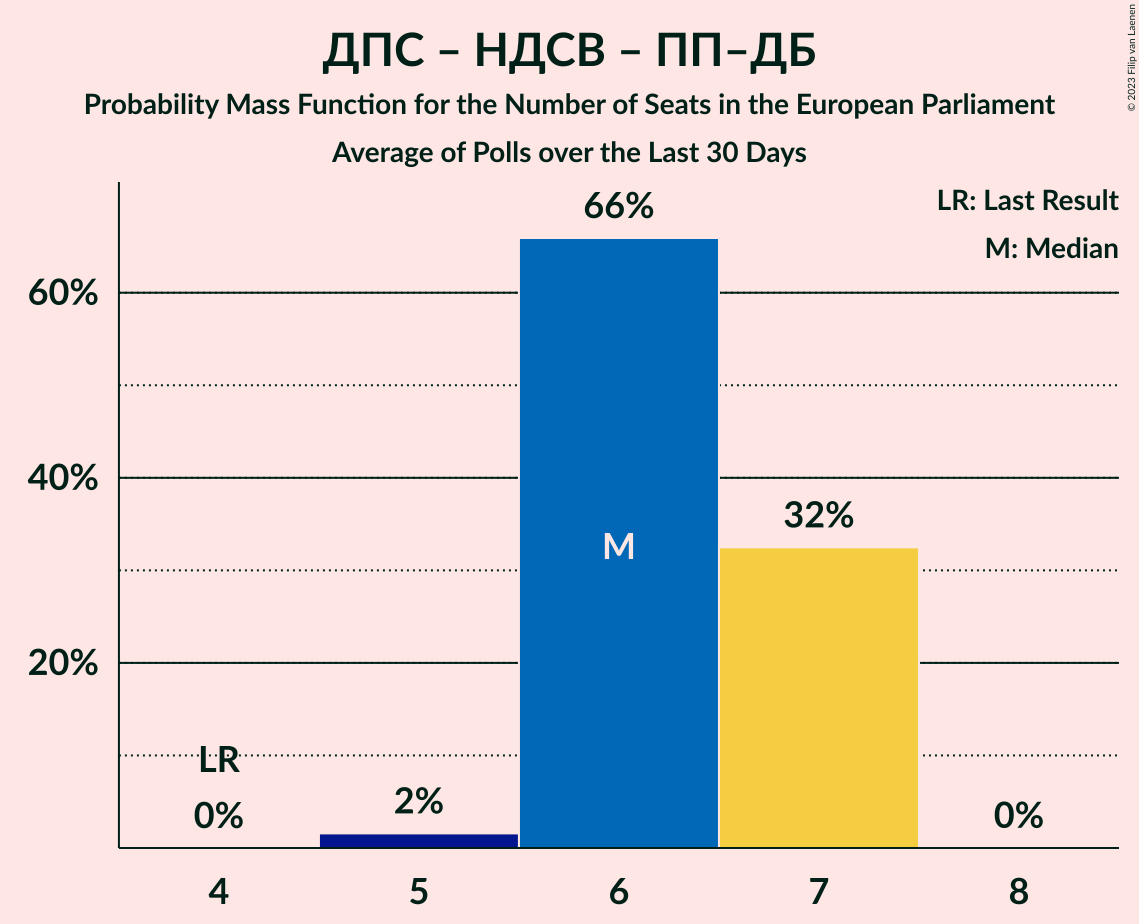 ДПС – НДСВ – ПП–ДБ
Probability Mass Function for the Number of Seats in the European Parliament
Average of Polls over the Last 30 Days
© 2023 Filip van Laenen
LR: Last Result
M: Median
66%
60%
40%
32%
M
20%
LR
0%
2%
0%
4 5 6 7 8